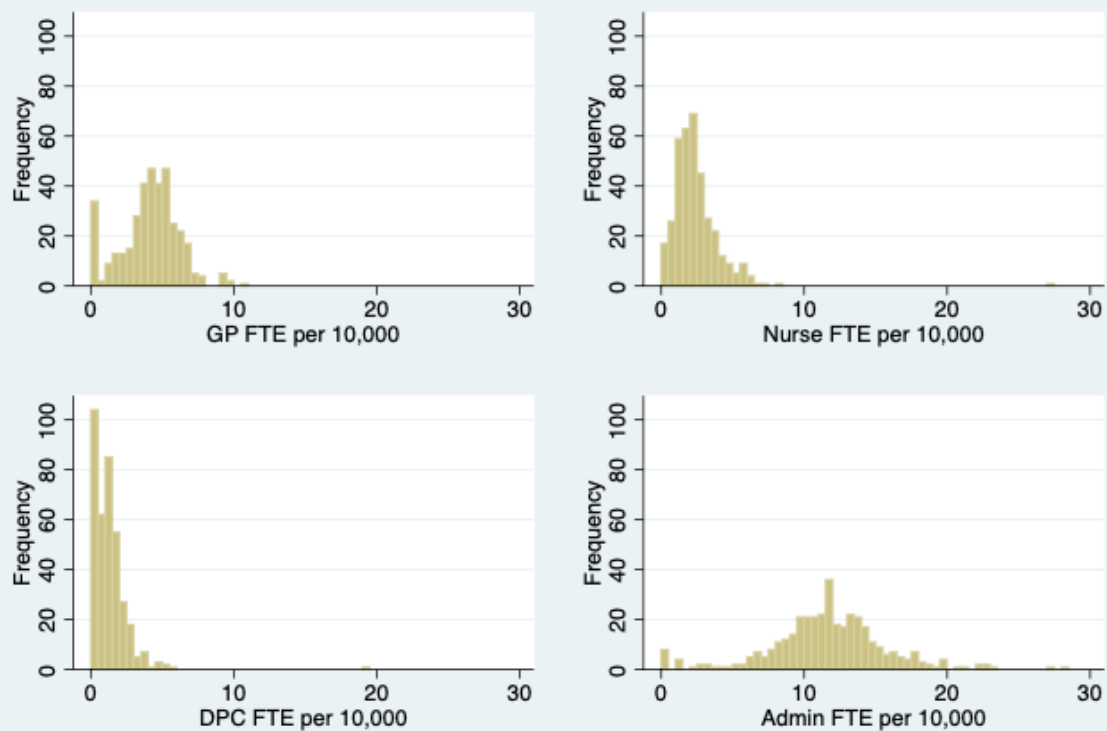 Frequency
0 20 40 60 80 100
0 10 20 30
GP FTE per 10,000
Frequency
0 20 40 60 80 100
0 10 20 30
Nurse FTE per 10,000
Frequency
0 20 40 60 80 100
0 10 20 30
DPC FTE per 10,000
Frequency
0 20 40 60 80 100
0 10 20 30
Admin FTE per 10,000